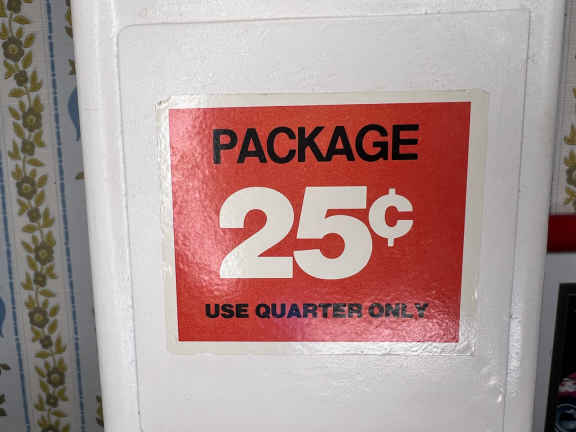 PACKAGE
25¢
USE QUARTER ONLY